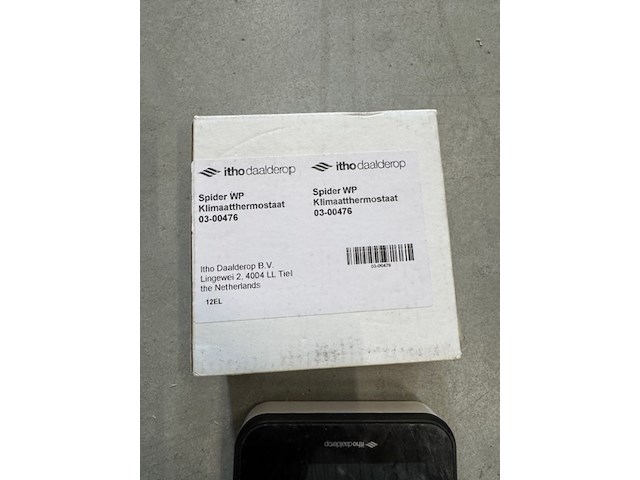 itho daalderop
Spider WP
Klimaatthermostaat
03-00476
Itho Daalderop B.V.
Lingewei 2, 4004 LL Tiel
the Netherlands
12EL
itho daalderop
Spider WP
Klimaatthermostaat
03-00476
03-00476
itho daalderop